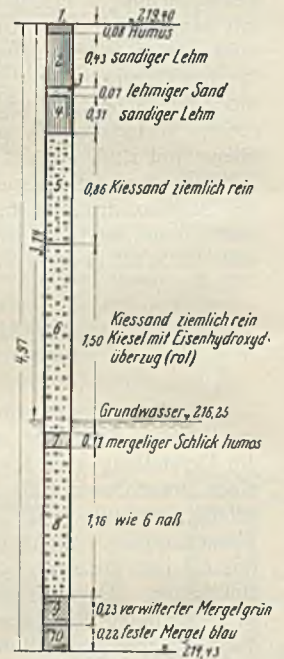 1. 219.40
0,08 Humus
2 0,43 sandiger Lehm
3
0,07 lehmiger Sand
4 0,31 sandiger Lehm
5 0,86 Kiessand ziemlich rein
3,14
4,97
Kiessand ziemlich rein
6 1,50 Kiesel mit Eisenhydroxyd-
überzug (rot)
Grundwasser 216,25
7 0,11 mergeliger Schlick humos
8 1,16 wie 6 naß
9 0,23 verwitterter Mergel grün
10 0,22 fester Mergel blau
214,43